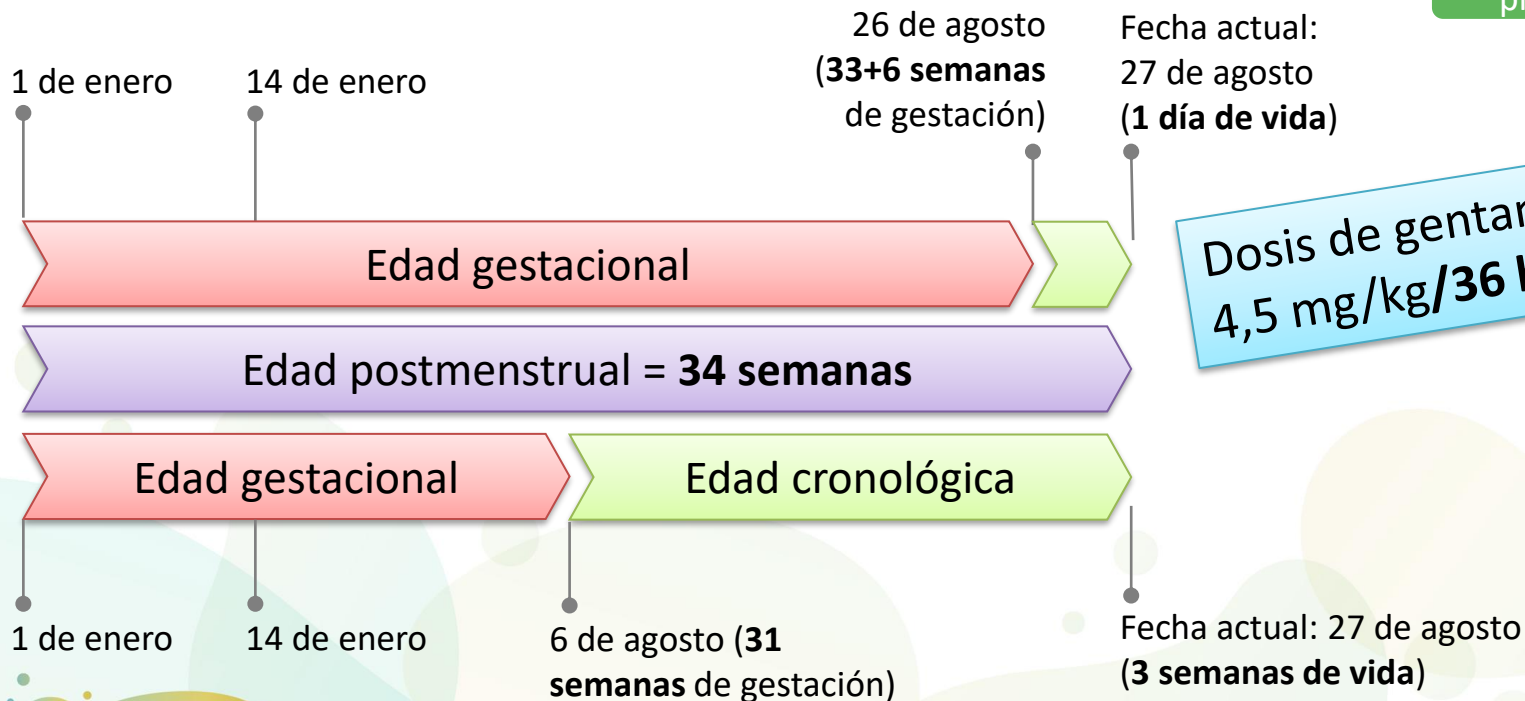 1 de enero
14 de enero
26 de agosto
(33+6 semanas
de gestación)
Fecha actual:
27 de agosto
(1 día de vida)
Edad gestacional
Dosis de
4,5 mg/kg/36
Edad postmenstrual = 34 semanas
Edad gestacional
Edad cronológica
1 de enero
14 de enero
6 de agosto (31
semanas de gestación)
Fecha actual: 27 de agosto
(3 semanas de vida)